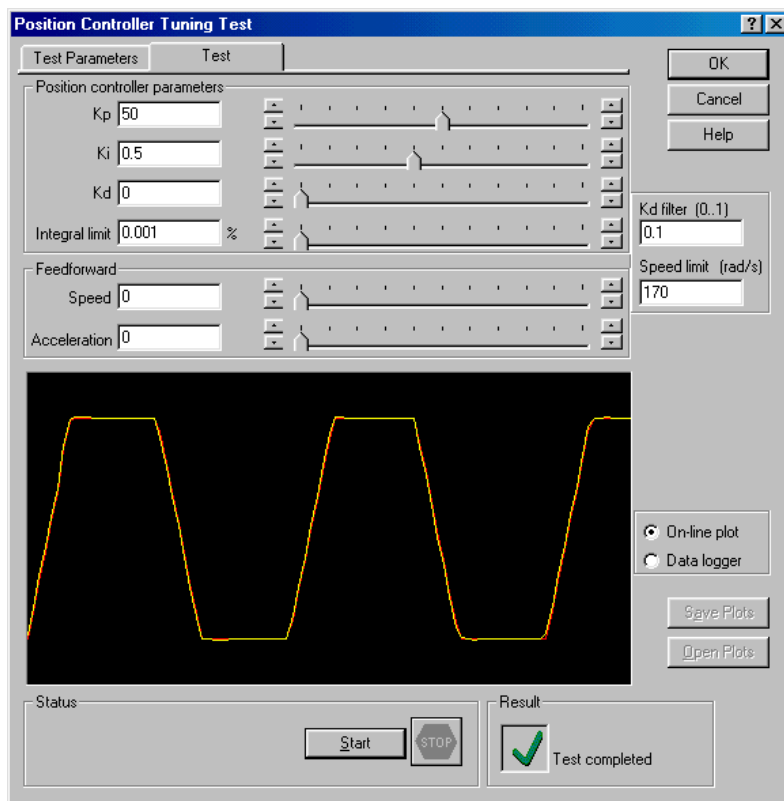 Position Controller Tuning Test
Test Parameters
Test
OK
Cancel
Help
Position controller parameters
Kp 50
Ki 0.5
Kd 0
Integral limit 0.001 %
Kd filter (0..1)
0.1
Speed limit (rad/s)
170
Feedforward
Speed 0
Acceleration 0
On-line plot
Data logger
Save Plots
Open Plots
Status
Start
STOP
Result
Test completed